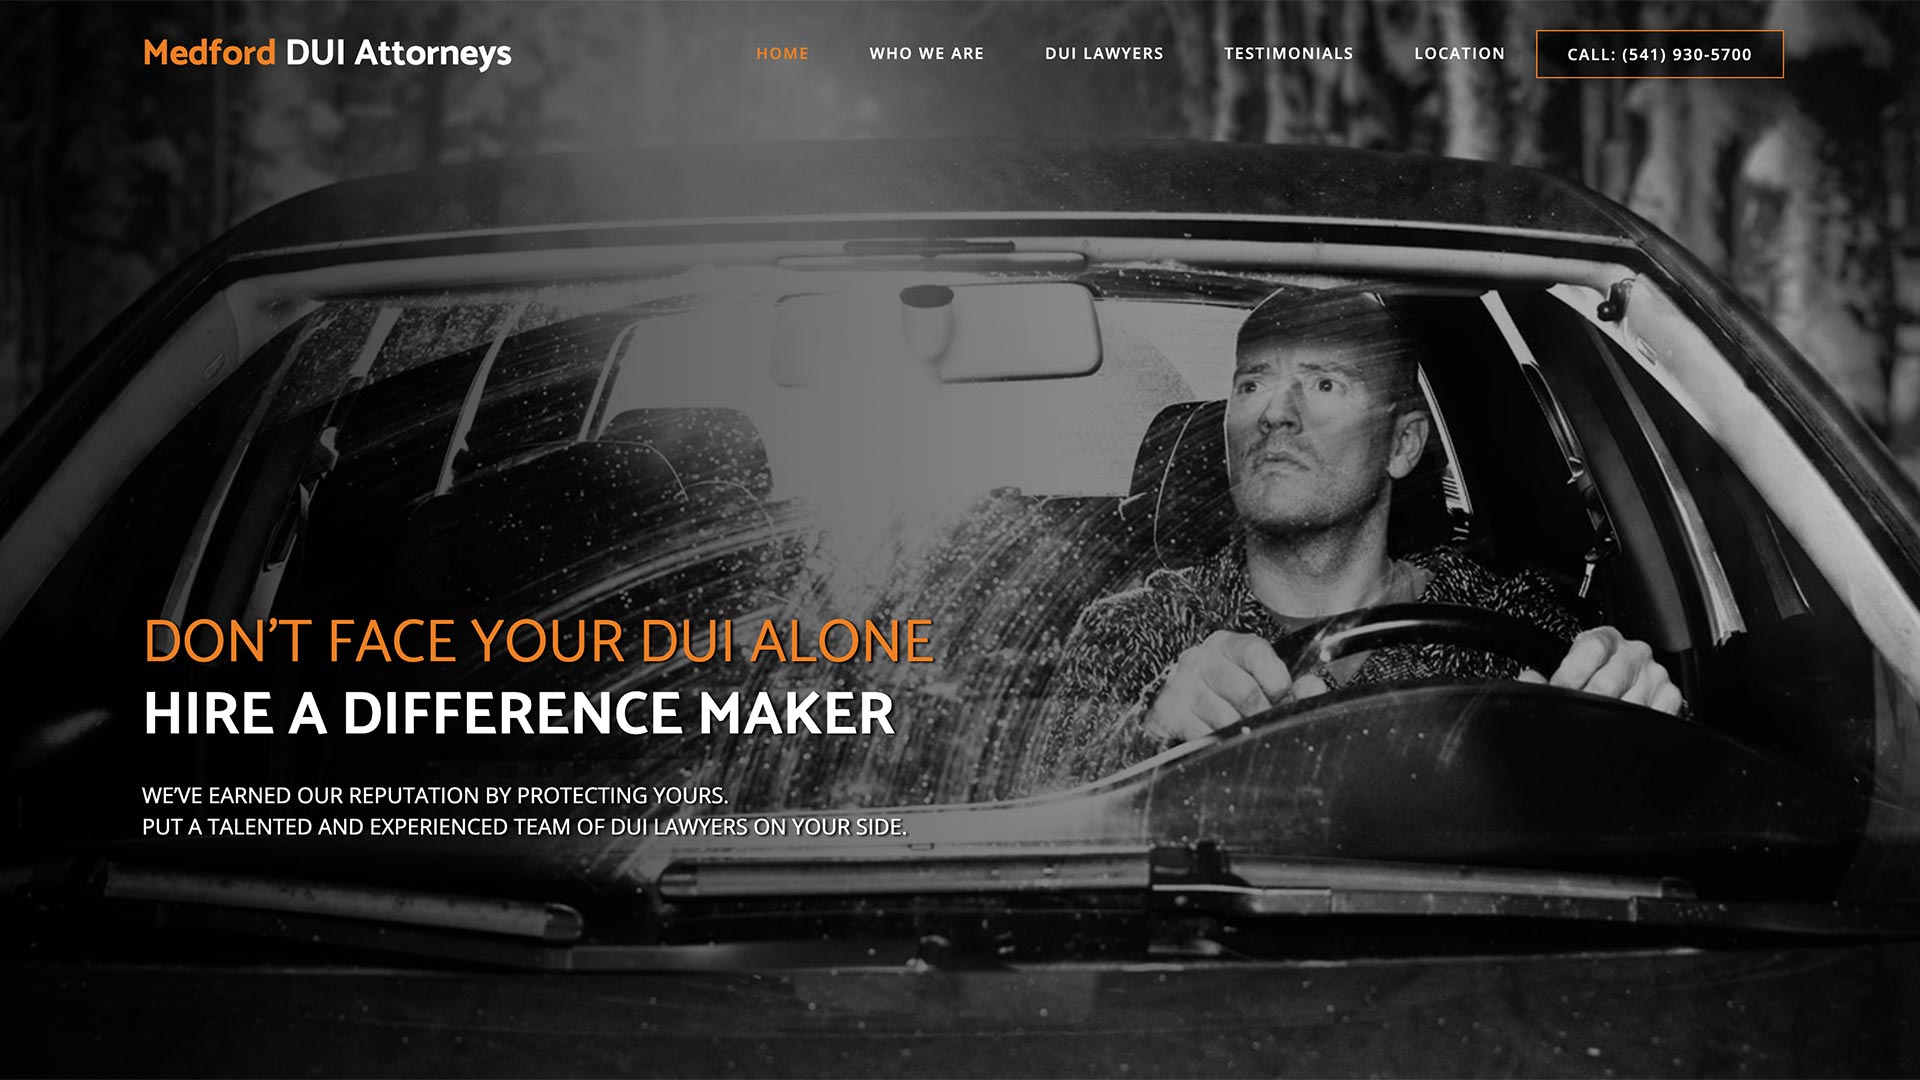 Medford DUI Attorneys
HOME
WHO WE ARE
DUI LAWYERS
TESTIMONIALS
LOCATION
CALL: (541) 930-5700
DON’T FACE YOUR DUI ALONE
HIRE A DIFFERENCE MAKER
WE’VE EARNED OUR REPUTATION BY PROTECTING YOURS.
PUT A TALENTED AND EXPERIENCED TEAM OF DUI LAWYERS ON YOUR SIDE.